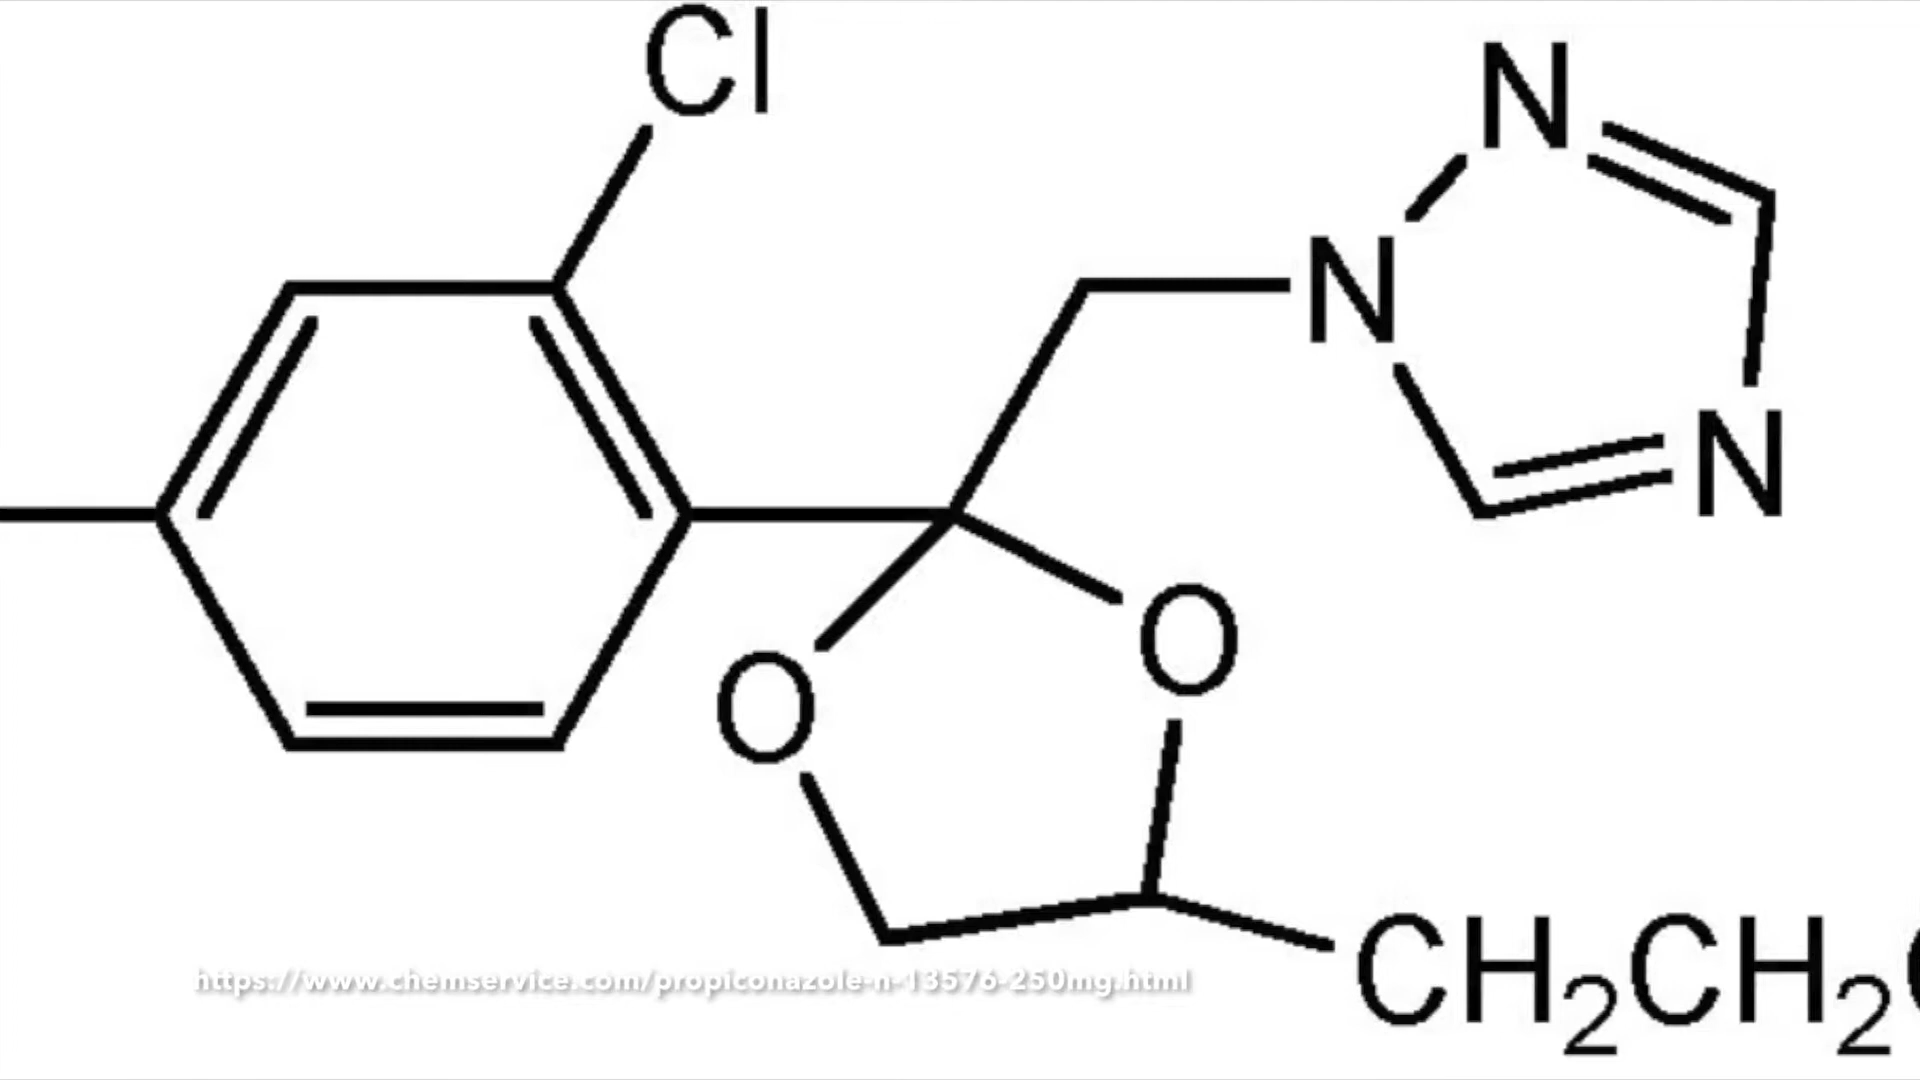 Cl
N
N
N
O
O
CH₂CH₂
https://www.chemservice.com/propiconazole-n-13576-250mg.html